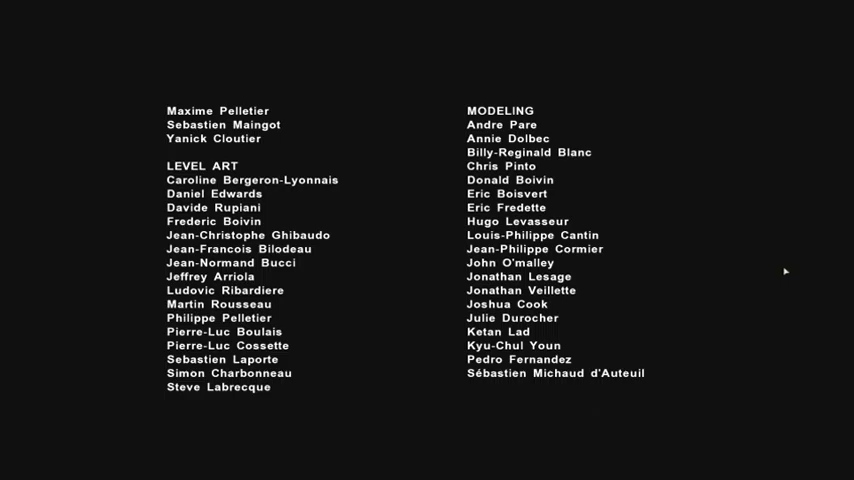 Maxime Pelletier
Sebastien Maingot
Yanick Cloutier
LEVEL ART
Caroline Bergeron-Lyonnais
Daniel Edwards
Davide Rupiani
Frederic Boivin
Jean-Christophe Ghibaudo
Jean-Francois Bilodeau
Jean-Normand Bucci
Jeffrey Arriola
Ludovic Ribardiere
Martin Rousseau
Philippe Pelletier
Pierre-Luc Boulais
Pierre-Luc Cossette
Sebastien Laporte
Simon Charbonneau
Steve Labrecque
MODELING
Andre Pare
Annie Dolbec
Billy-Reginald Blanc
Chris Pinto
Donald Boivin
Eric Boisvert
Eric Fredette
Hugo Levasseur
Louis-Philippe Cantin
Jean-Philippe Cormier
John O'malley
Jonathan Lesage
Jonathan Veillette
Joshua Cook
Julie Durocher
Ketan Lad
Kyu-Chul Youn
Pedro Fernandez
Sébastien Michaud d'Auteuil